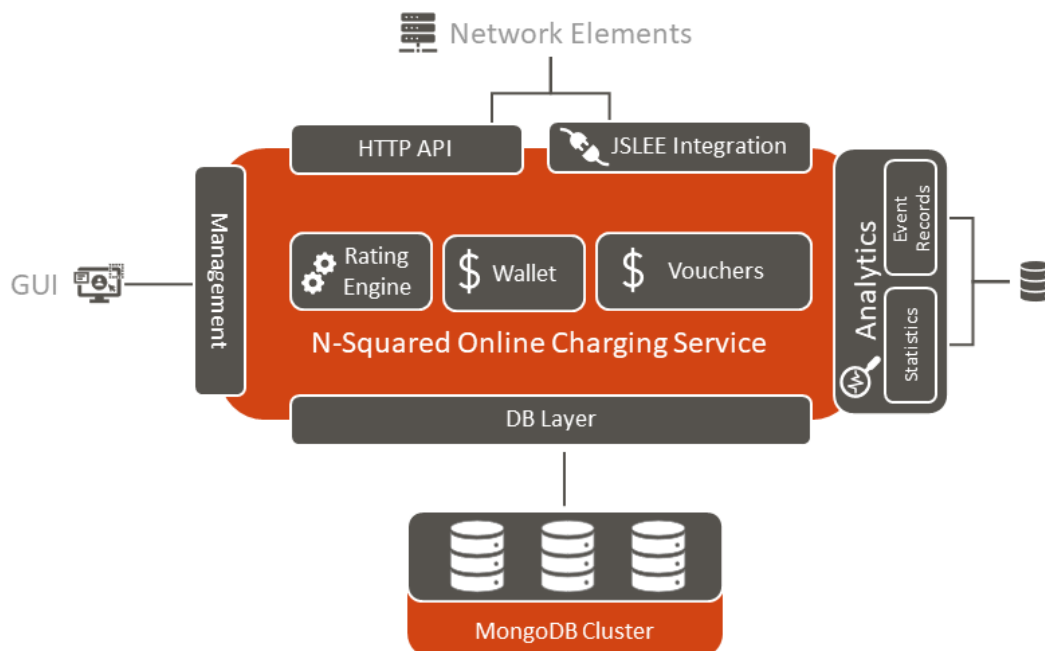 Network Elements
HTTP API
JSLEE Integration
Management
GUI
Rating
Engine
Wallet
Vouchers
N-Squared Online Charging Service
Analytics
Event
Records
Statistics
DB Layer
MongoDB Cluster